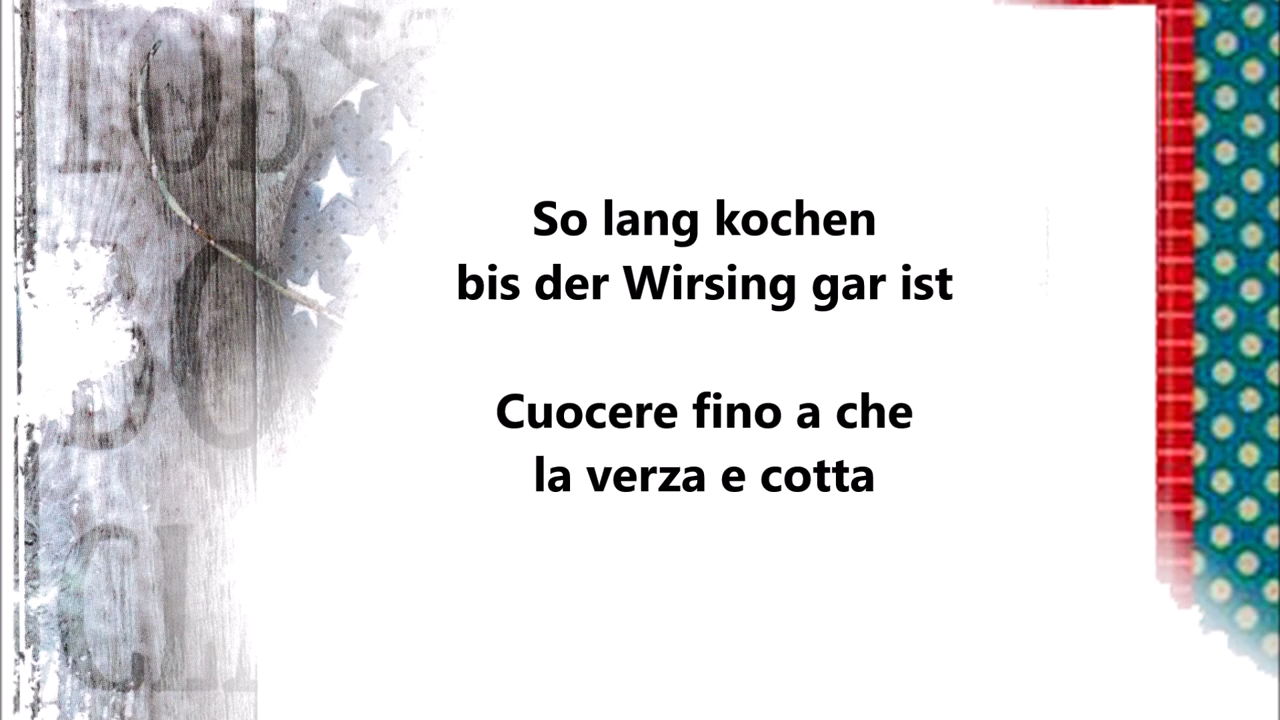 So lang kochen
bis der Wirsing gar ist
Cuocere fino a che
la verza e cotta